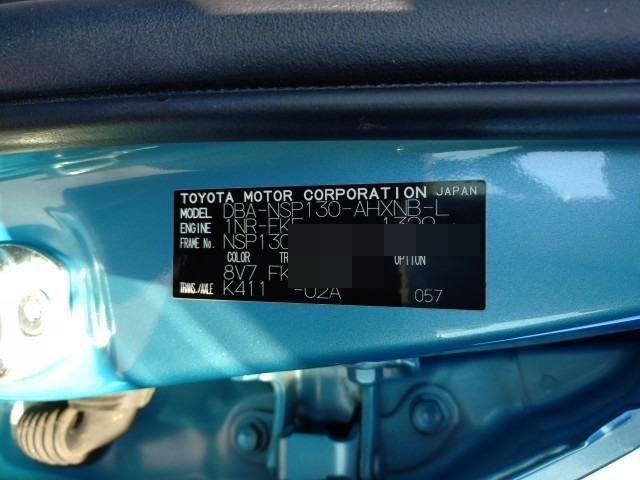 TOYOTA MOTOR CORPORATION JAPAN
MODEL DBA-NSP130-AHXNB-L
ENGINE 1NR-FKE 1329
FRAME No. NSP130
COLOR OPTION
8V7 FK
TRANS./AXLE K411 -02A
057